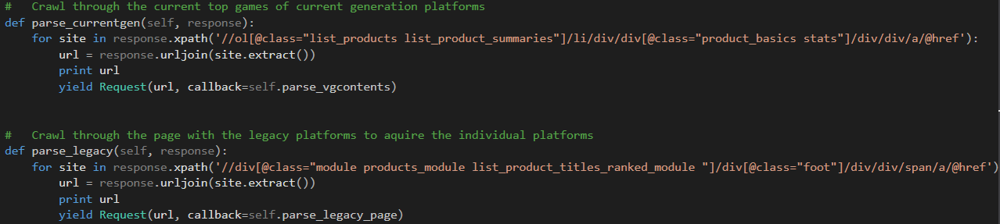 #   Crawl through the current top games of current generation platforms
def parse_currentgen(self, response):
    for site in response.xpath('//ol[@class="list_products list_product_summaries"]/li/div/div[@class="product_basics stats"]/div/div/a/@href'):
        url = response.urljoin(site.extract())
        print url
        yield Request(url, callback=self.parse_vgcontents)
#   Crawl through the page with the legacy platforms to aquire the individual platforms
def parse_legacy(self, response):
    for site in response.xpath('//div[@class="module products_module list_product_titles_ranked_module "]/div[@class="foot"]/div/div/span/a/@href')
        url = response.urljoin(site.extract())
        print url
        yield Request(url, callback=self.parse_legacy_page)